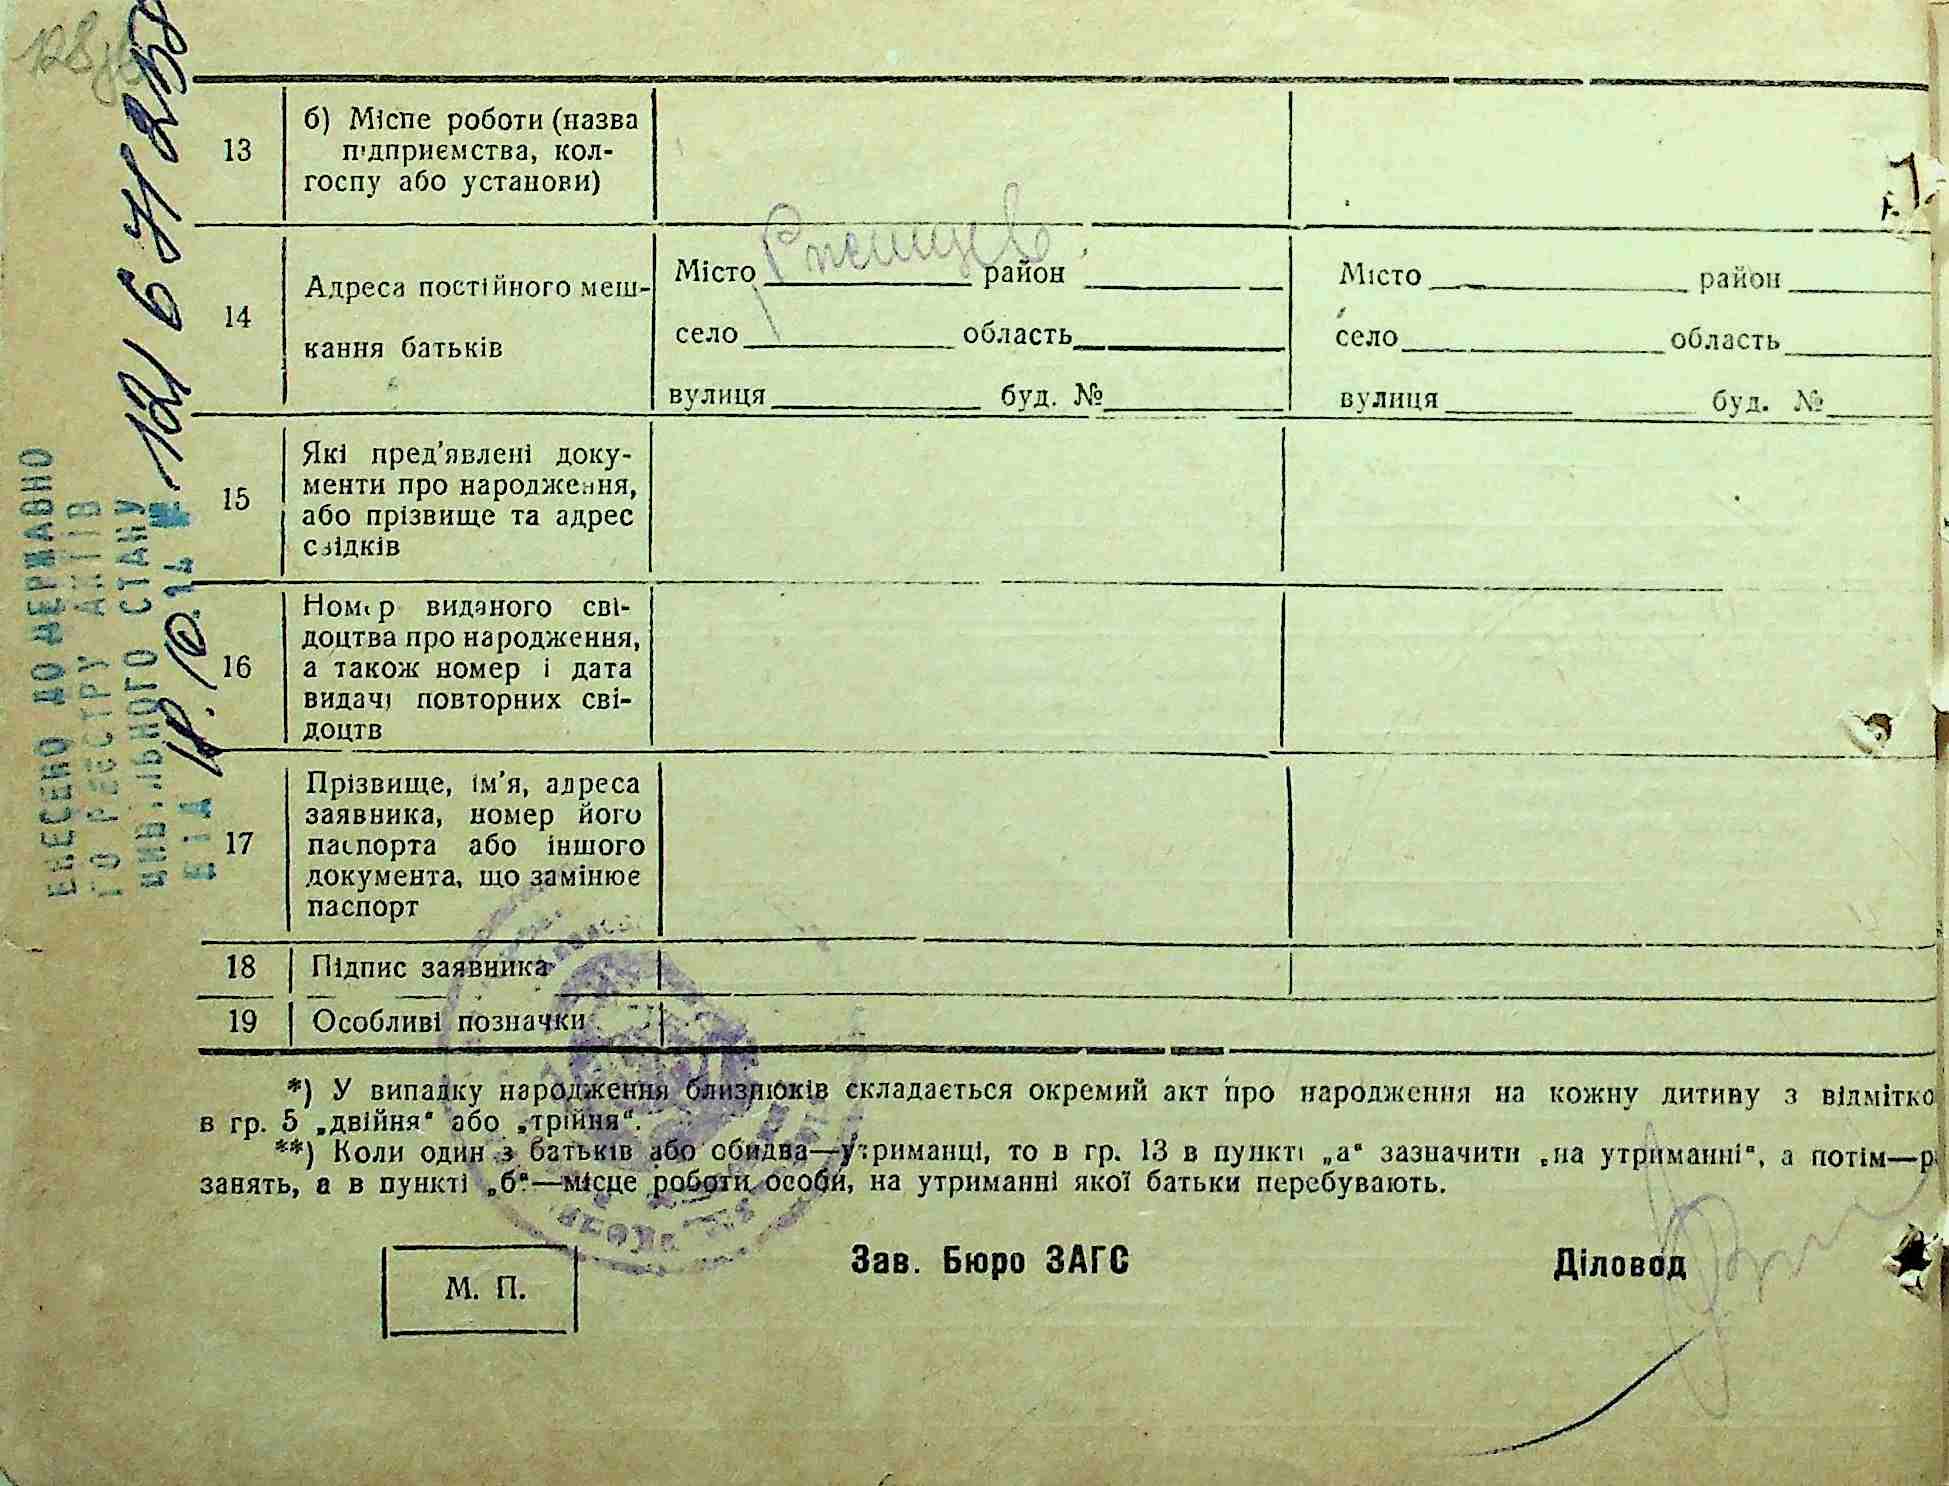 13
б) Місце роботи (назва
підприємства, кол-
госпу або установи)
14
Адреса постійного меш-
кання батьків
Місто район
село область
вулиця буд. №
Місто район
село область
вулиця буд. №
15
Які пред'явлені доку-
менти про народження,
або прізвище та адрес
свідків
16
Номер виданого сві-
доцтва про народження,
а також номер і дата
видачі повторних сві-
доцтв
17
Прізвище, ім'я, адреса
заявника, номер його
паспорта або іншого
документа, що замінює
паспорт
18 Підпис заявника
19 Особливі позначки
*) У випадку народження близнюків складається окремий акт про народження на кожну дитину з відмітко
в гр. 5 „двійня“ або „трійня“.
**) Коли один з батьків або обидва—утриманці, то в гр. 13 в пункті „а“ зазначити „на утриманні“, а потім—р
занять, а в пункті „б“—місце роботи особи, на утриманні якої батьки перебувають.
М. П.
Зав. Бюро ЗАГС
Діловод
ВНЕСЕНО ДО ДЕРЖАВНО
ГО РЕЄСТРУ АКТІВ
ЦИВІЛЬНОГО СТАНУ
ВІД 14 №